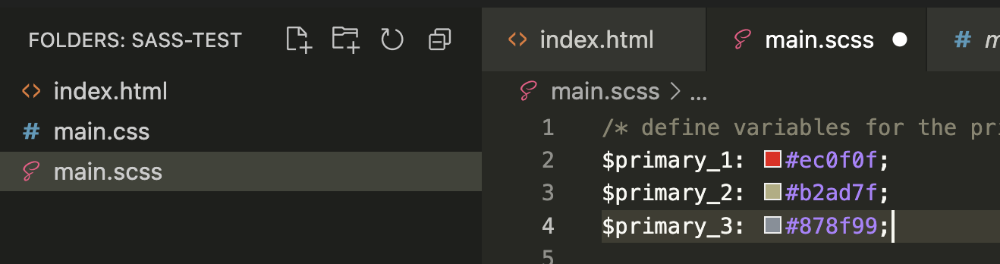 FOLDERS: SASS-TEST
index.html
main.css
main.scss
index.html
main.scss
#
main.scss > ...
1 /* define variables for the
2 $primary_1: #ec0f0f;
3 $primary_2: #b2ad7f;
4 $primary_3: #878f99;
5